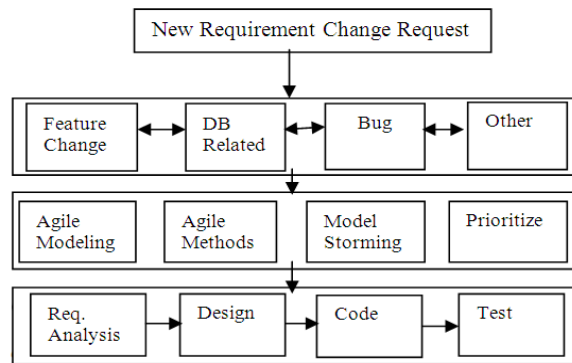 New Requirement Change Request
Feature
Change
DB
Related
Bug
Other
Agile
Modeling
Agile
Methods
Model
Storming
Prioritize
Req.
Analysis
Design
Code
Test